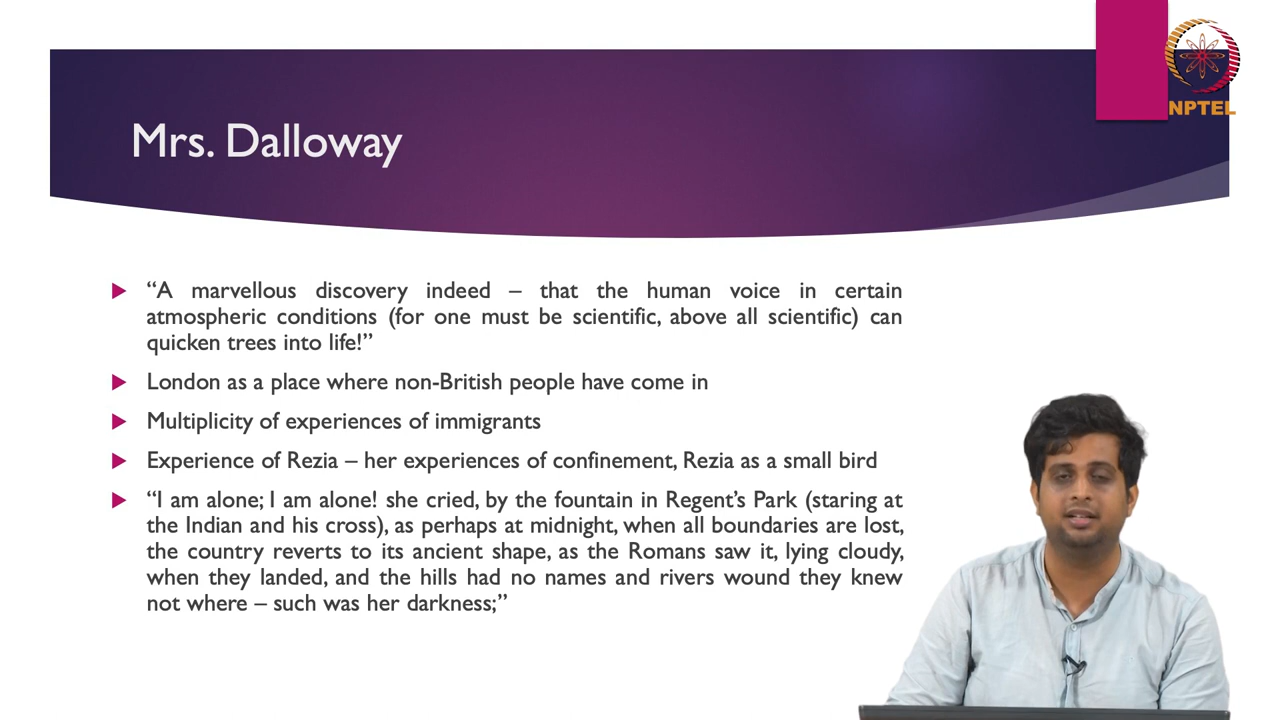 NPTEL
Mrs. Dalloway
“A marvellous discovery indeed – that the human voice in certain
atmospheric conditions (for one must be scientific, above all scientific) can
quicken trees into life!”
London as a place where non-British people have come in
Multiplicity of experiences of immigrants
Experience of Rezia – her experiences of confinement, Rezia as a small bird
“I am alone; I am alone! she cried, by the fountain in Regent’s Park (staring at
the Indian and his cross), as perhaps at midnight, when all boundaries are lost,
the country reverts to its ancient shape, as the Romans saw it, lying cloudy,
when they landed, and the hills had no names and rivers wound they knew
not where – such was her darkness;”